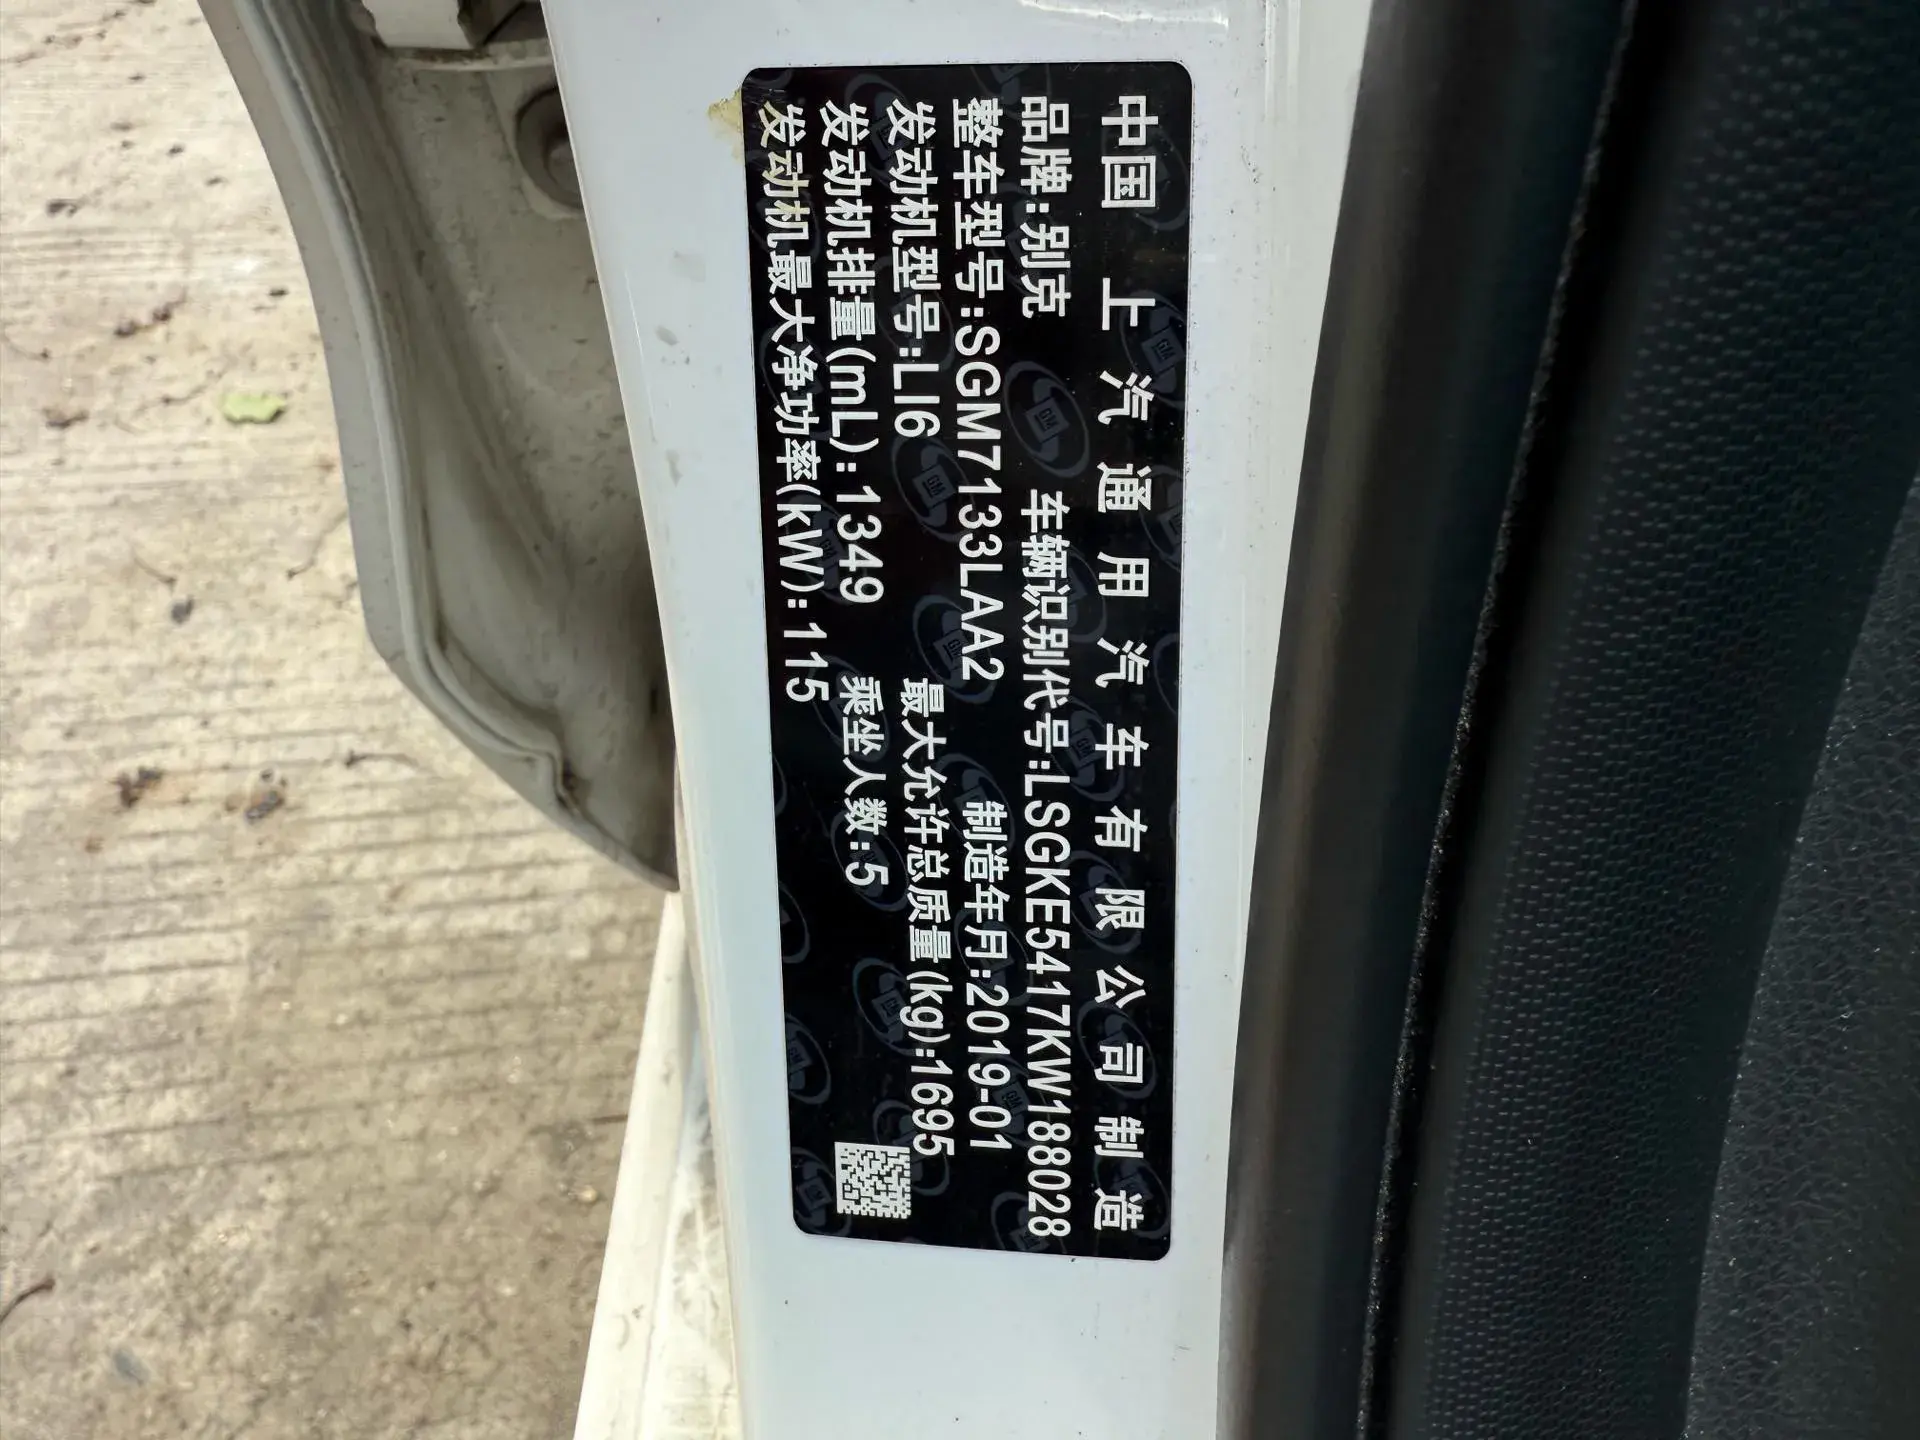 中国 上汽通用汽车有限公司制造
品牌:别克 车辆识别代号:LSGKE5417KW188028
整车型号:SGM7133LAA2 制造年月:2019-01
发动机型号:LI6 最大允许总质量(kg):1695
发动机排量(mL):1349 乘坐人数:5
发动机最大净功率(kW):115